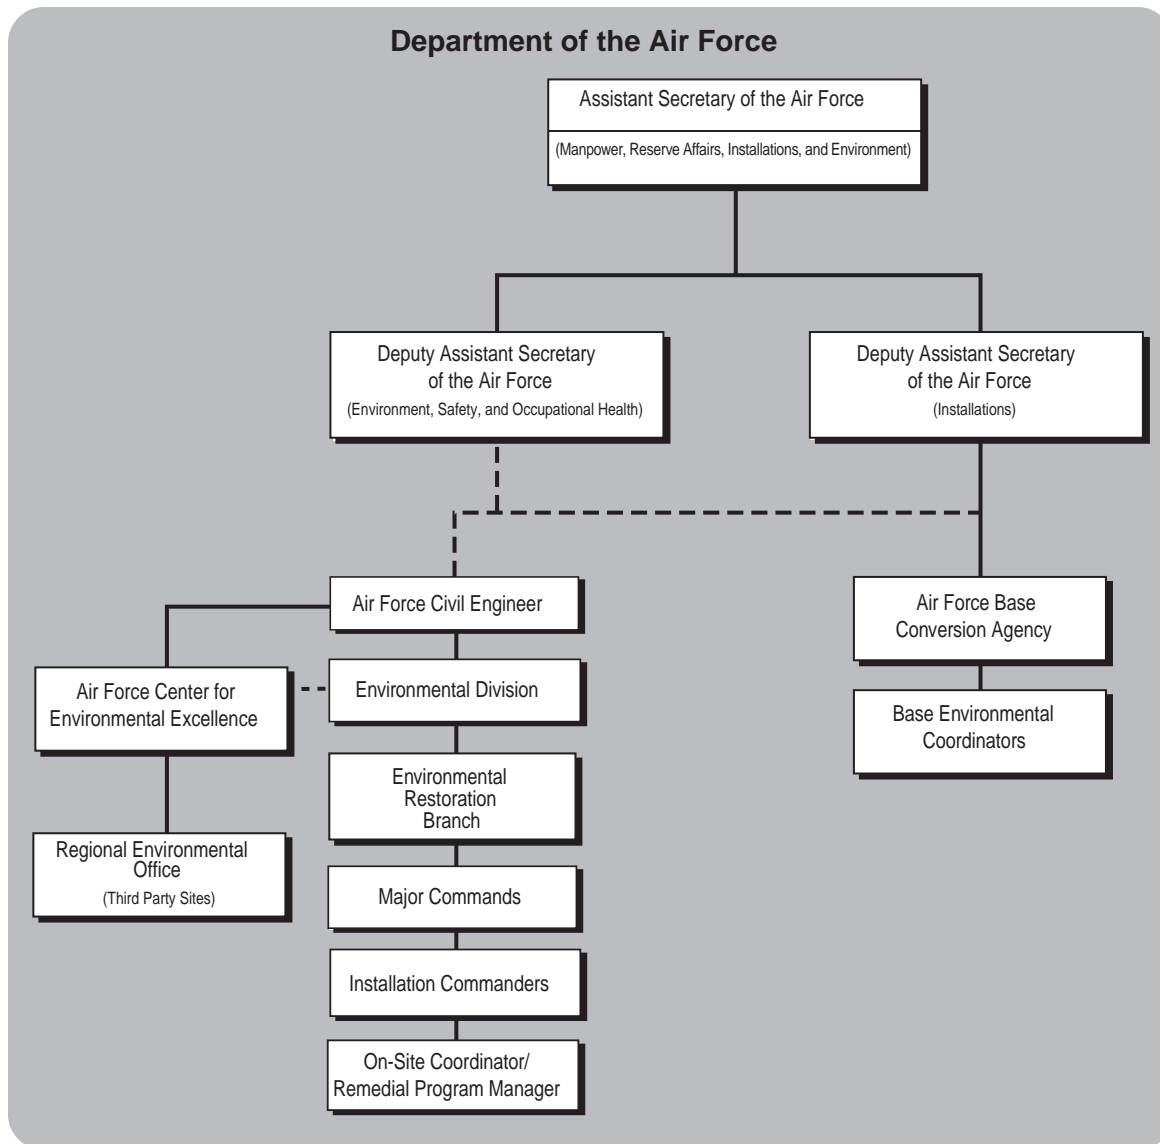 Department of the Air Force
Assistant Secretary of the Air Force
(Manpower, Reserve Affairs, Installations, and Environment)
Deputy Assistant Secretary
of the Air Force
(Environment, Safety, and Occupational Health)
Deputy Assistant Secretary
of the Air Force
(Installations)
Air Force Civil Engineer
Air Force Base
Conversion Agency
Air Force Center for
Environmental Excellence
Environmental Division
Base Environmental
Coordinators
Environmental
Restoration
Branch
Regional Environmental
Office
(Third Party Sites)
Major Commands
Installation Commanders
On-Site Coordinator/
Remedial Program Manager